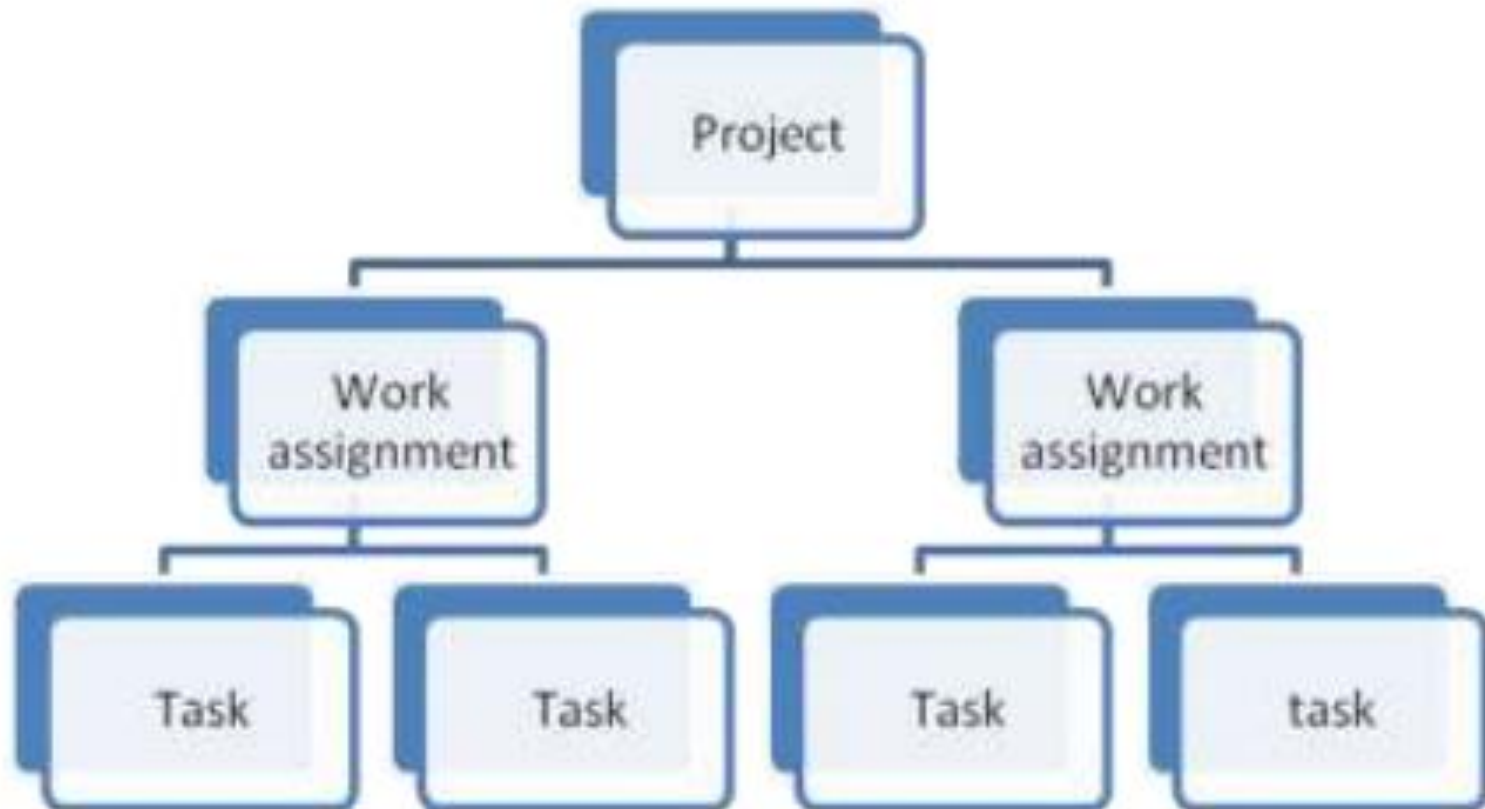 Project
Work
assignment
Work
assignment
Task
Task
Task
task